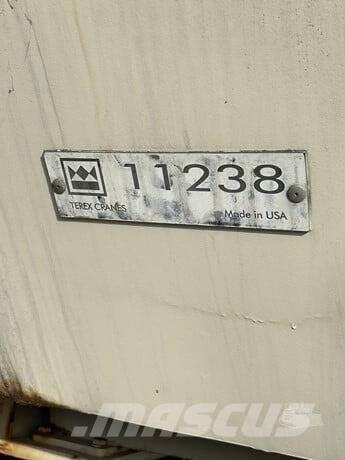 11238
TEREX CRANES
Made in USA
MASCUS